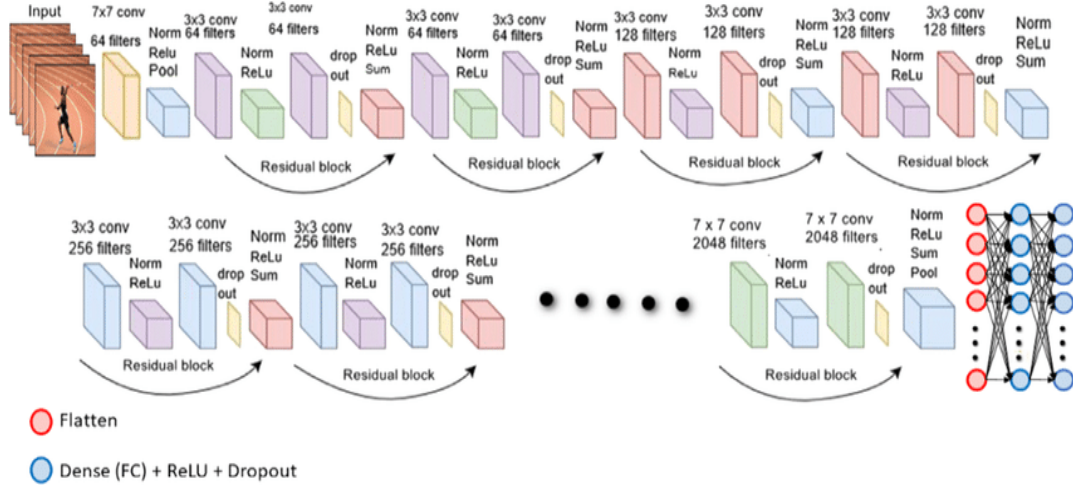 Input
7x7 conv
64 filters
Norm
Relu
Pool
3x3 conv
64 filters
Norm
ReLu
3x3 conv
64 filters
drop
out
Norm
ReLu
Sum
3x3 conv
64 filters
Norm
ReLu
3x3 conv
64 filters
drop
out
Norm
ReLu
Sum
3x3 conv
128 filters
Norm
ReLu
3x3 conv
128 filters
drop
out
Norm
ReLu
Sum
3x3 conv
128 filters
Norm
ReLu
3x3 conv
128 filters
drop
out
Norm
ReLu
Sum
Residual block
Residual block
Residual block
Residual block
3x3 conv
256 filters
Norm
ReLu
3x3 conv
256 filters
drop
out
Norm
ReLu
Sum
3x3 conv
256 filters
Norm
ReLu
3x3 conv
256 filters
drop
out
Norm
ReLu
Sum
7 x 7 conv
2048 filters
Norm
ReLu
7 x 7 conv
2048 filters
drop
out
Norm
ReLu
Sum
Pool
Residual block
Residual block
Residual block
Flatten
Dense (FC) + ReLU + Dropout